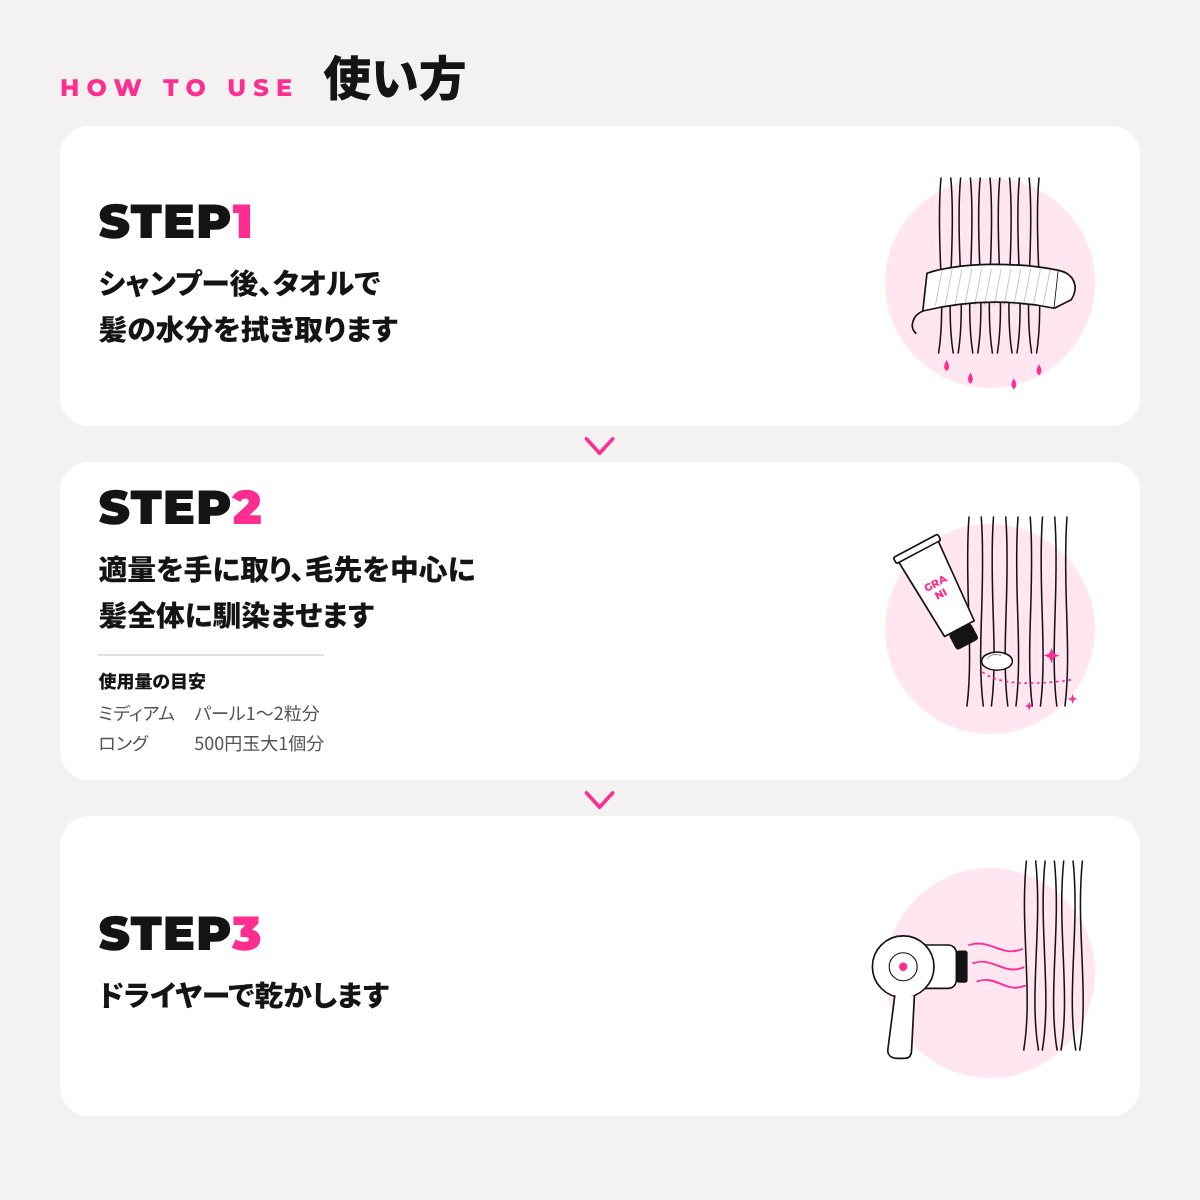 HOW TO USE 使い方
STEP1
シャンプー後、タオルで
髪の水分を拭き取ります
STEP2
適量を手に取り、毛先を中心に
髪全体に馴染ませます
使用量の目安
ミディアム パール1〜2粒分
ロング 500円玉大1個分
GRA
NI
STEP3
ドライヤーで乾かします